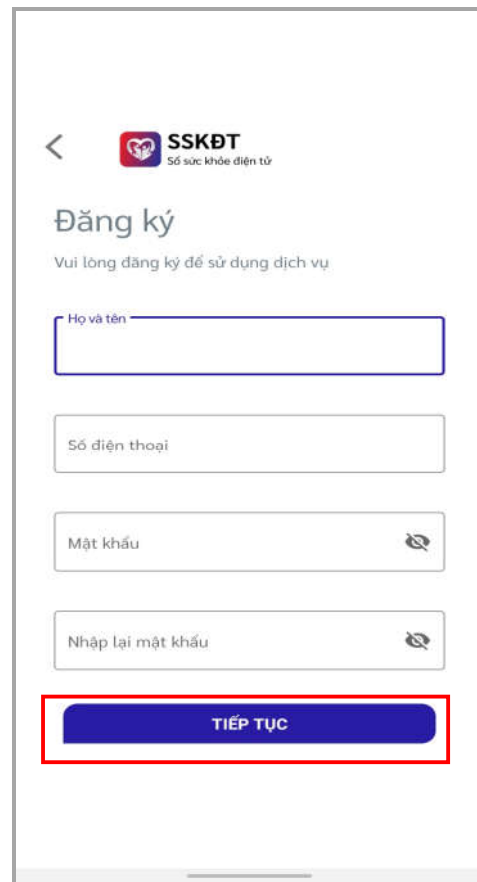 SSKĐT
Sổ sức khỏe điện tử
Đăng ký
Vui lòng đăng ký để sử dụng dịch vụ
Họ và tên
Số điện thoại
Mật khẩu
Nhập lại mật khẩu
TIẾP TỤC